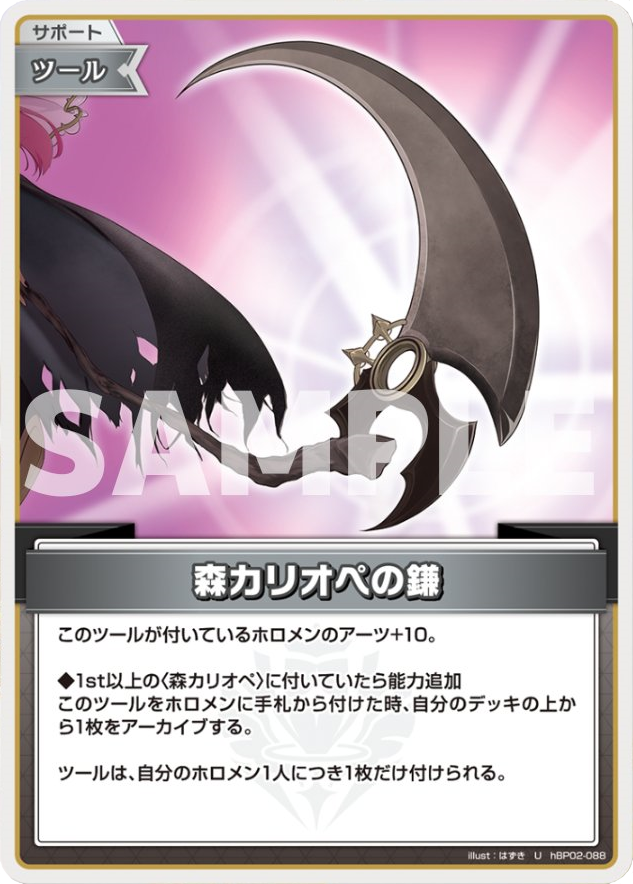 サポート
ツール
SAMPLE
森カリオペの鎌
このツールが付いているホロメンのアーツ+10。
◆1st以上の〈森カリオペ〉に付いていたら能力追加
このツールをホロメンに手札から付けた時、自分のデッキの上か
ら1枚をアーカイブする。
ツールは、自分のホロメン1人につき1枚だけ付けられる。
illust：はずき U hBP02-088